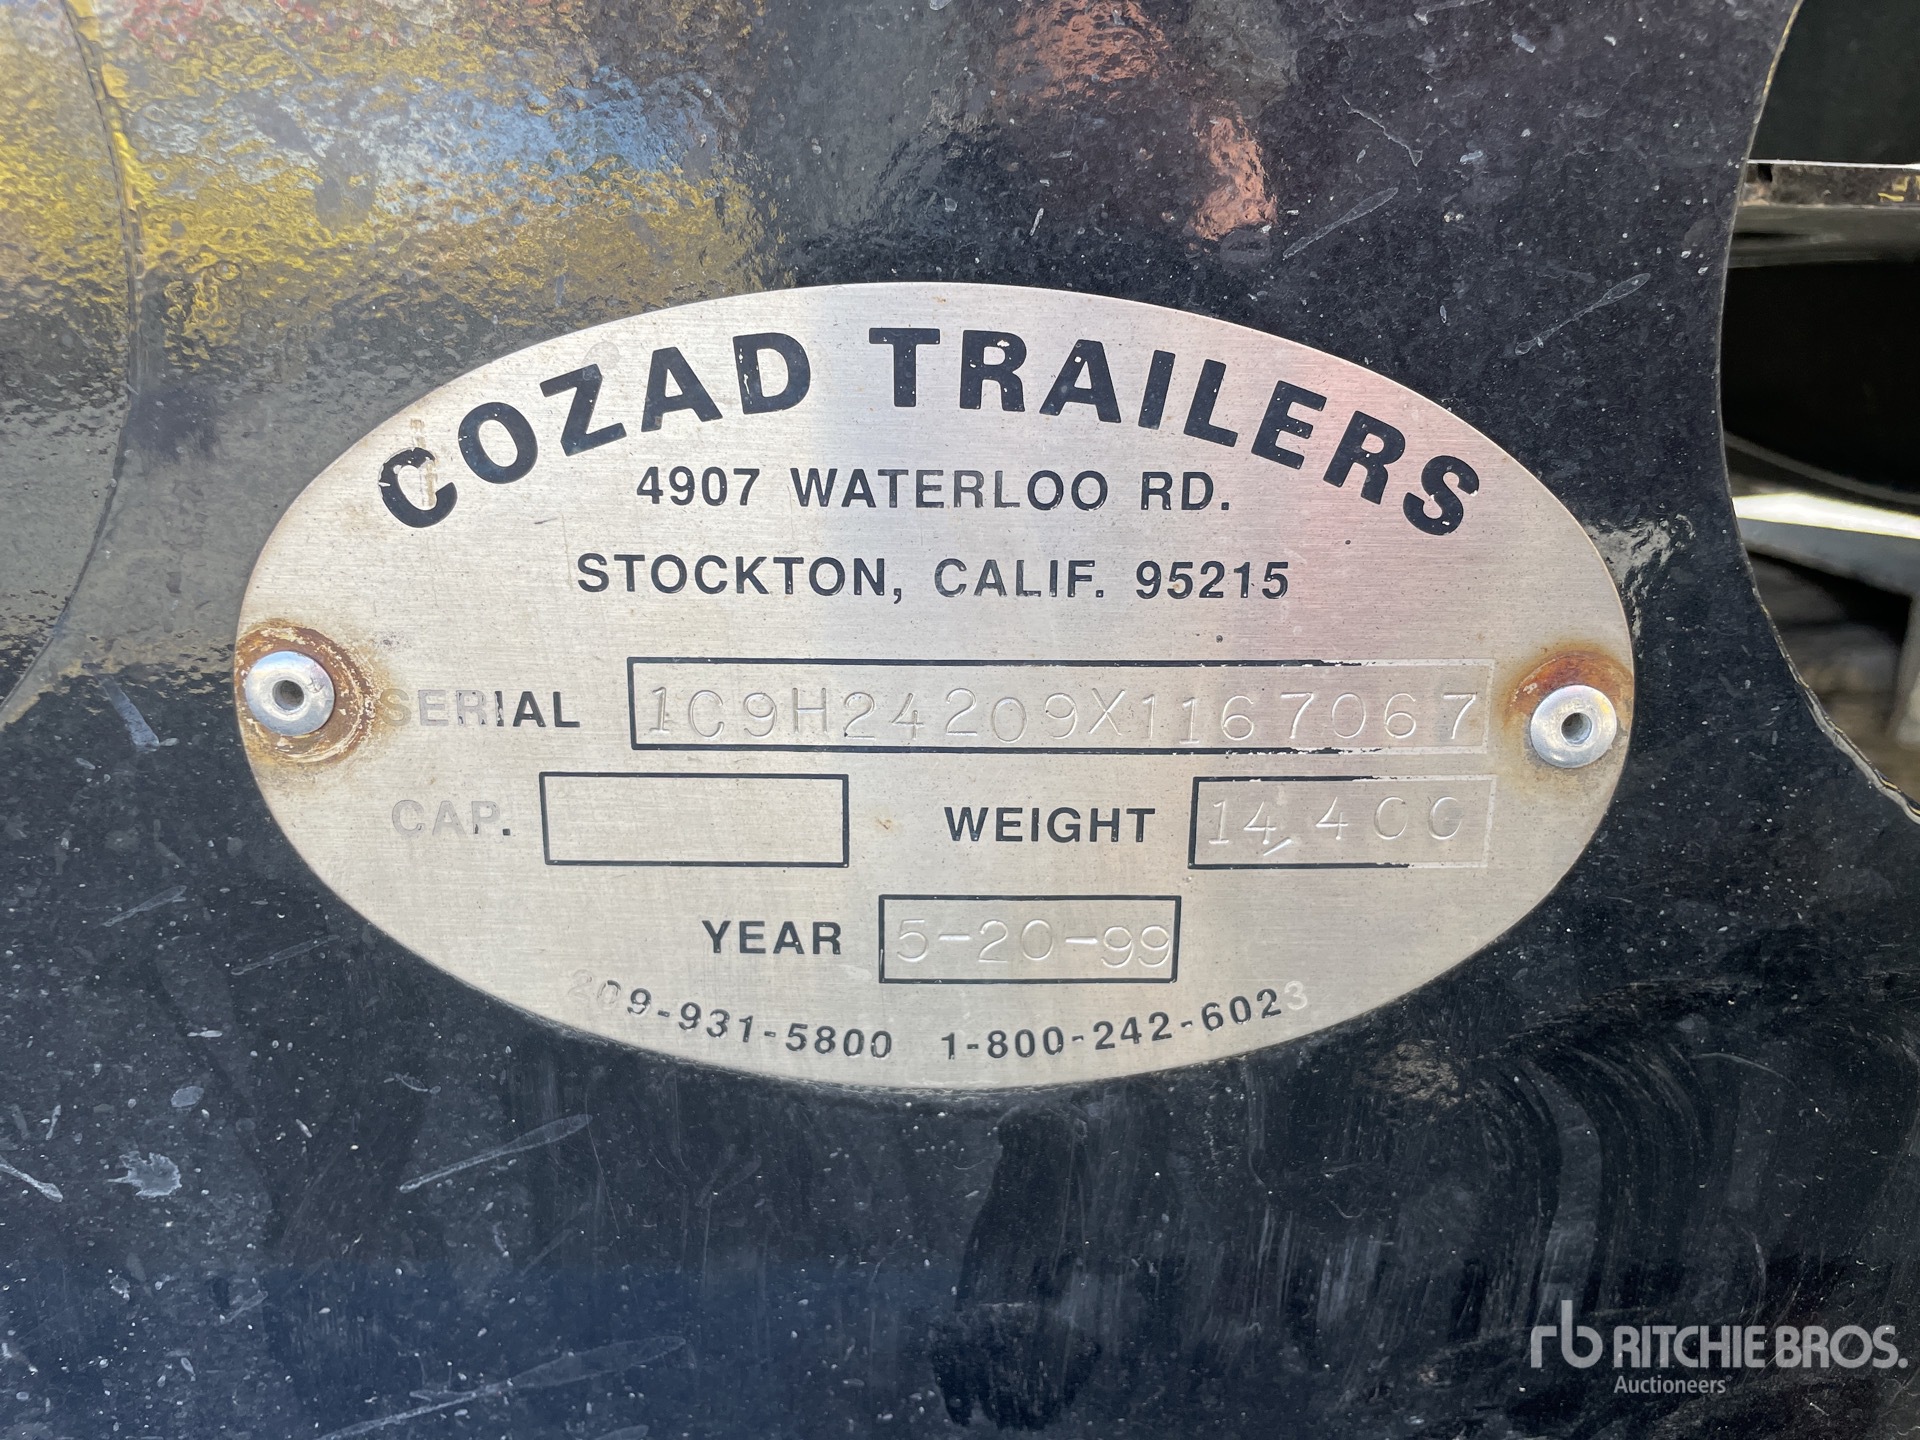 COZAD TRAILERS
4907 WATERLOO RD.
STOCKTON, CALIF. 95215
SERIAL 1C9H24209X1167067
CAP.
WEIGHT 14,400
YEAR 5-20-99
209-931-5800 1-800-242-6023
rb RITCHIE BROS.
Auctioneers